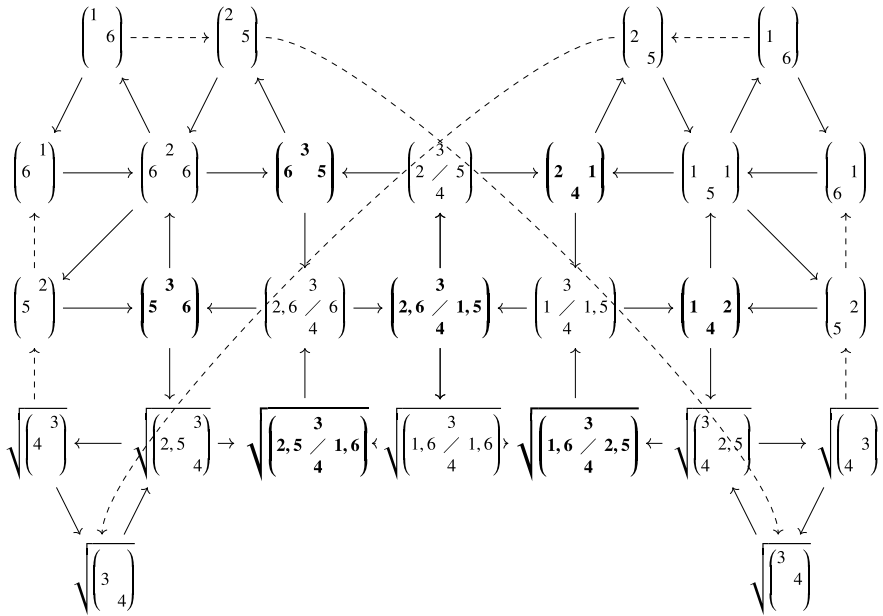 1 2
6 5 2 1
5 6
1 2 3 3
6 6 6 6 5 2 / 5 2 1 1 1 1
4 4 5 6
2 3 3 3 3
5 5 6 2, 6 / 6 2, 6 / 1, 5 1 / 1, 5 1 2 2
4 4 4 4 5
3 3 3 3 3 3
4 2, 5 2, 5 / 1, 6 1, 6 / 1, 6 1, 6 / 2, 5 2, 5 3
4 4 4 4 4 4
3
3 4
4